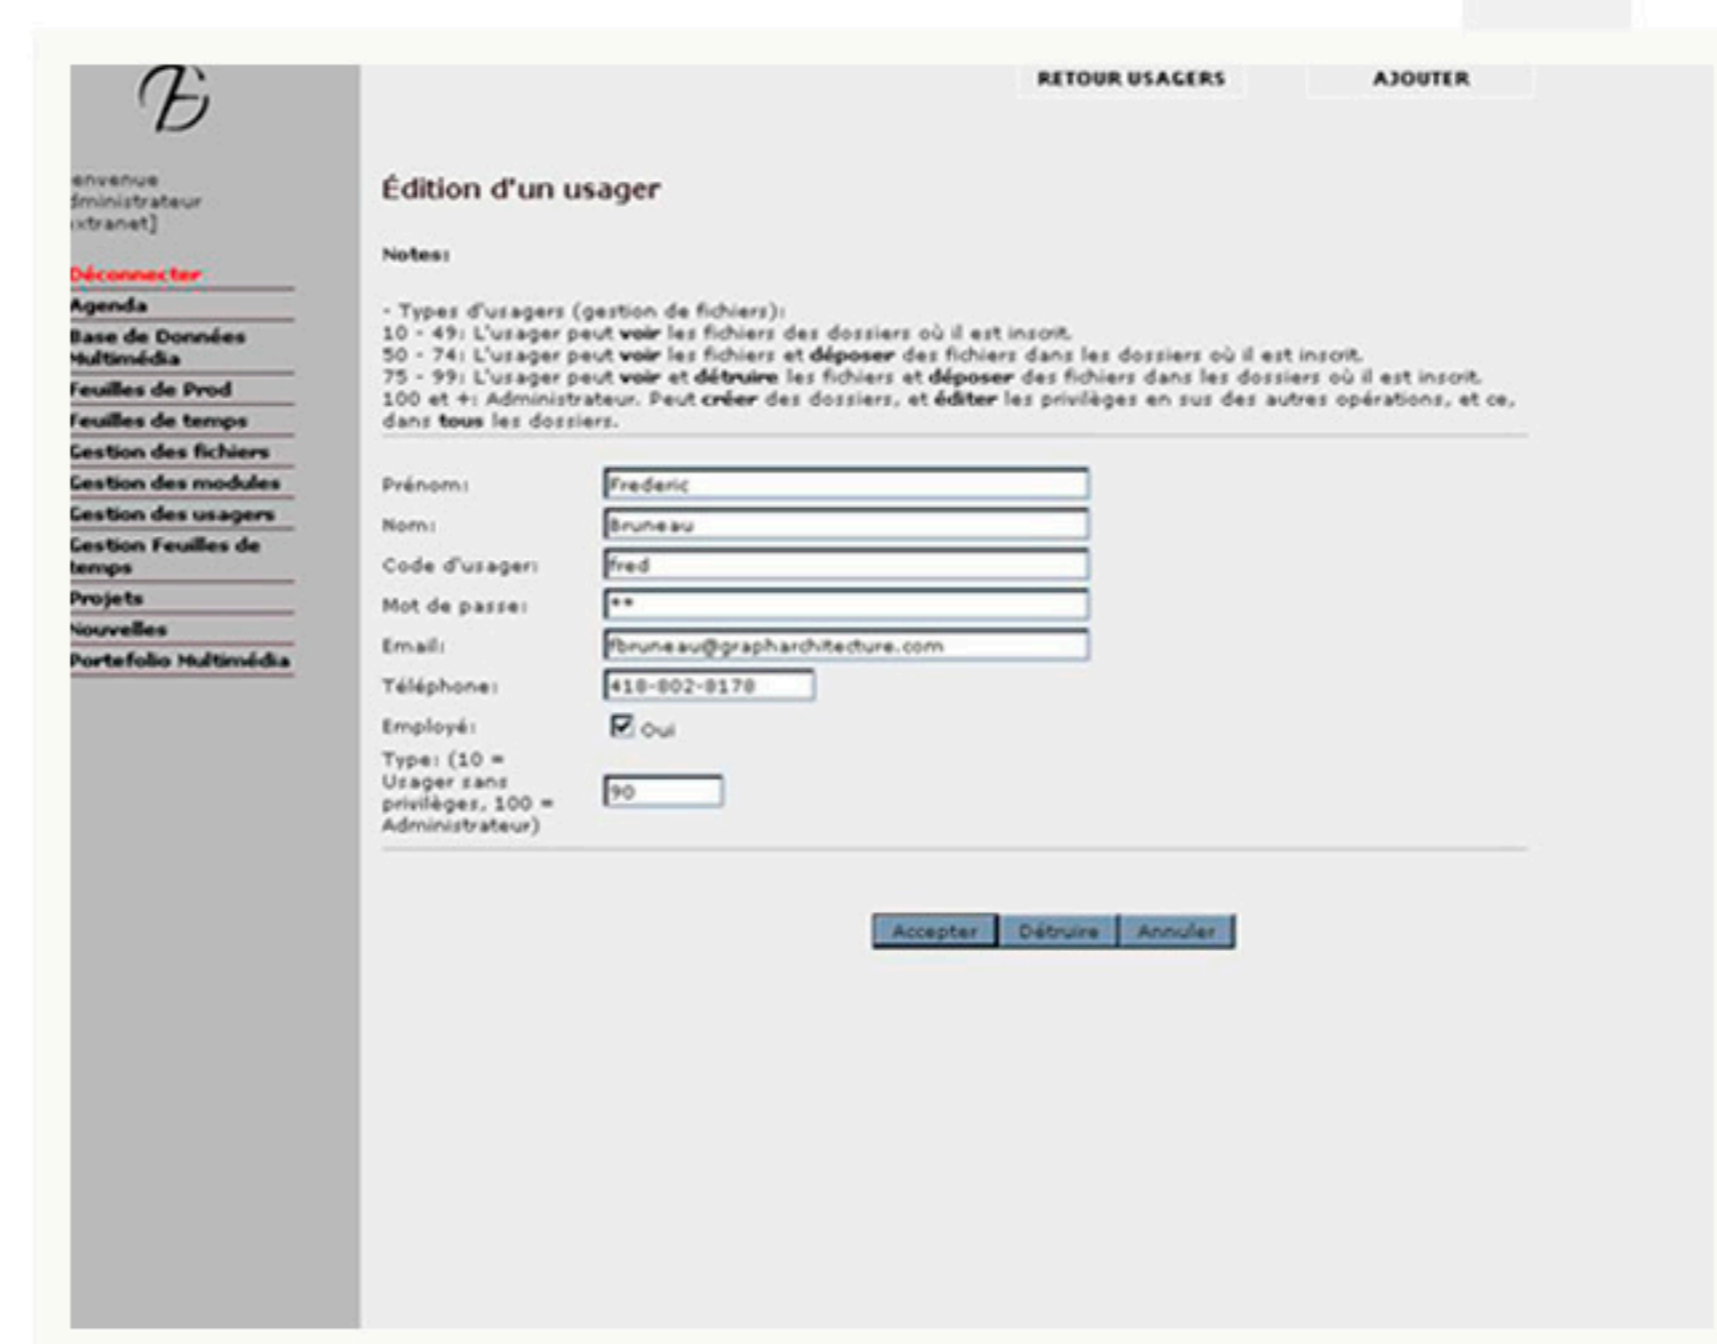 RETOUR USAGERS
AJOUTER
envenue
dministrateur
xtranet]
Déconnecter
Agenda
Base de Données
Multimédia
Feuilles de Prod
Feuilles de temps
Gestion des fichiers
Gestion des modules
Gestion des usagers
Gestion Feuilles de
temps
Projets
Nouvelles
Portefolio Multimédia
Édition d'un usager
Notes:
- Types d'usagers (gestion de fichiers):
10 - 49: L'usager peut voir les fichiers des dossiers où il est inscrit.
50 - 74: L'usager peut voir les fichiers et déposer des fichiers dans les dossiers où il est inscrit.
75 - 99: L'usager peut voir et détruire les fichiers et déposer des fichiers dans les dossiers où il est inscrit.
100 et +: Administrateur. Peut créer des dossiers, et éditer les privilèges en sus des autres opérations, et ce,
dans tous les dossiers.
Prénom: Frederic
Nom: Bruneau
Code d'usager: fred
Mot de passe: **
Email: fbruneau@grapharchitecture.com
Téléphone: 418-802-8178
Employé: Oui
Type: (10 =
Usager sans
privilèges, 100 =
Administrateur)
90
Accepter Détruire Annuler